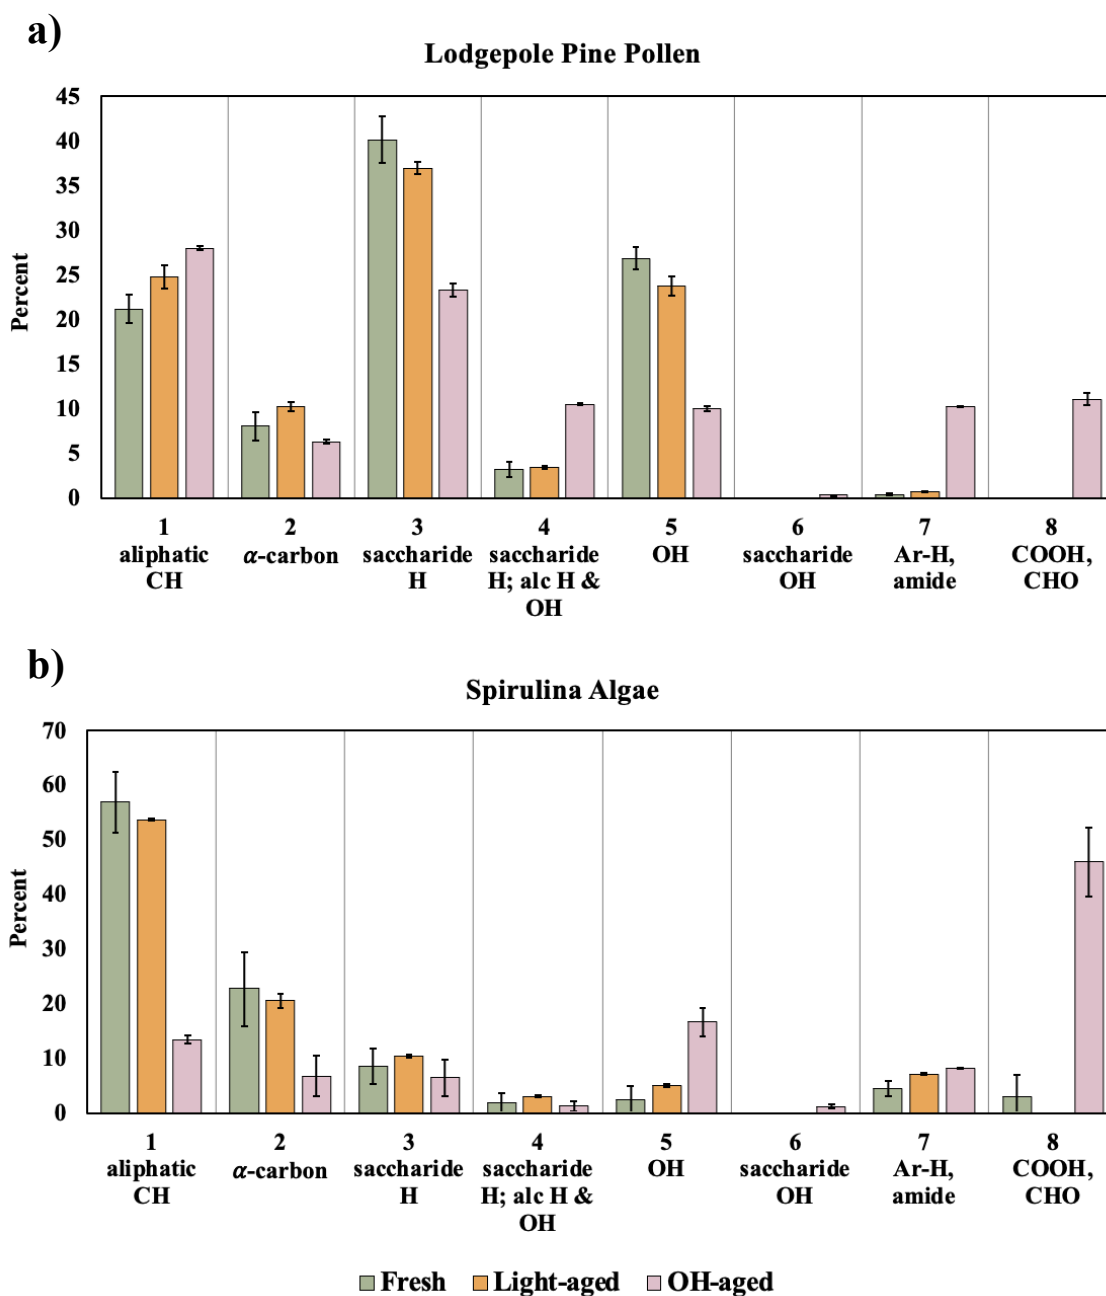 a)
Lodgepole Pine Pollen
Percent
45
40
35
30
25
20
15
10
5
0
1 2 3 4 5 6 7 8
aliphatic α-carbon saccharide saccharide OH saccharide Ar-H, COOH,
CH H H; alc H & OH amide CHO
OH
b)
Spirulina Algae
Percent
70
60
50
40
30
20
10
0
1 2 3 4 5 6 7 8
aliphatic α-carbon saccharide saccharide OH saccharide Ar-H, COOH,
CH H H; alc H & OH amide CHO
OH
Fresh Light-aged OH-aged